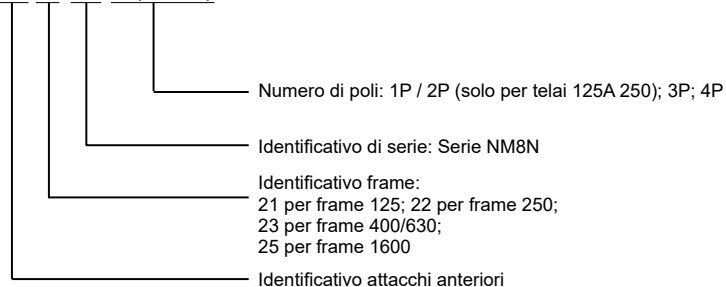 Numero di poli: 1P / 2P (solo per telai 125A 250); 3P; 4P
Identificativo di serie: Serie NM8N
Identificativo frame:
21 per frame 125; 22 per frame 250;
23 per frame 400/630;
25 per frame 1600
Identificativo attacchi anteriori